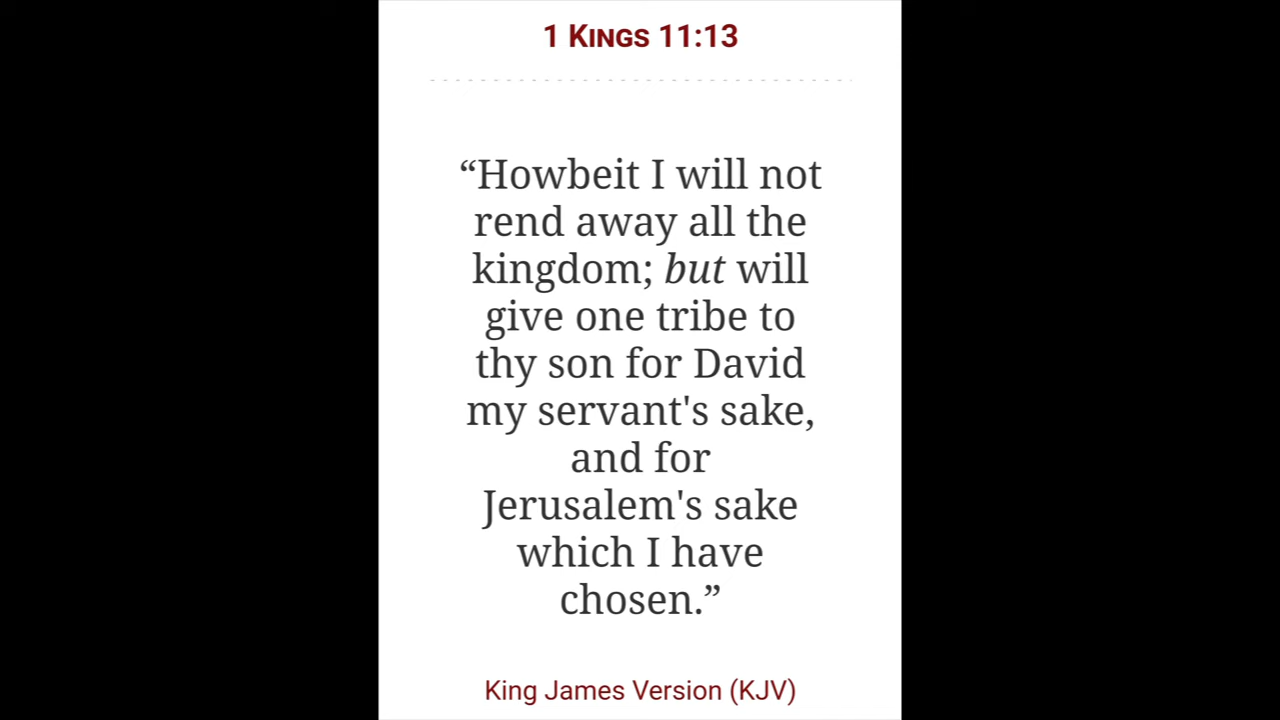 1 Kings 11:13
“Howbeit I will not
rend away all the
kingdom; but will
give one tribe to
thy son for David
my servant's sake,
and for
Jerusalem's sake
which I have
chosen.”
King James Version (KJV)